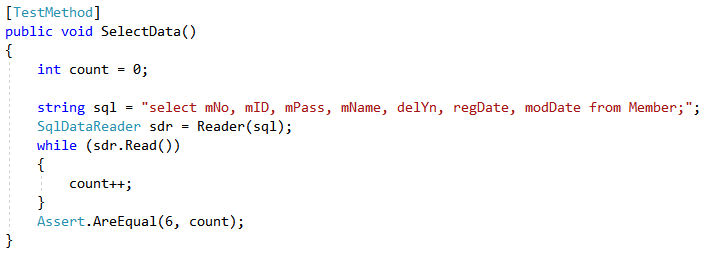 [TestMethod]
public void SelectData()
{
    int count = 0;

    string sql = "select mNo, mID, mPass, mName, delYn, regDate, modDate from Member;";
    SqlDataReader sdr = Reader(sql);
    while (sdr.Read())
    {
        count++;
    }
    Assert.AreEqual(6, count);
}